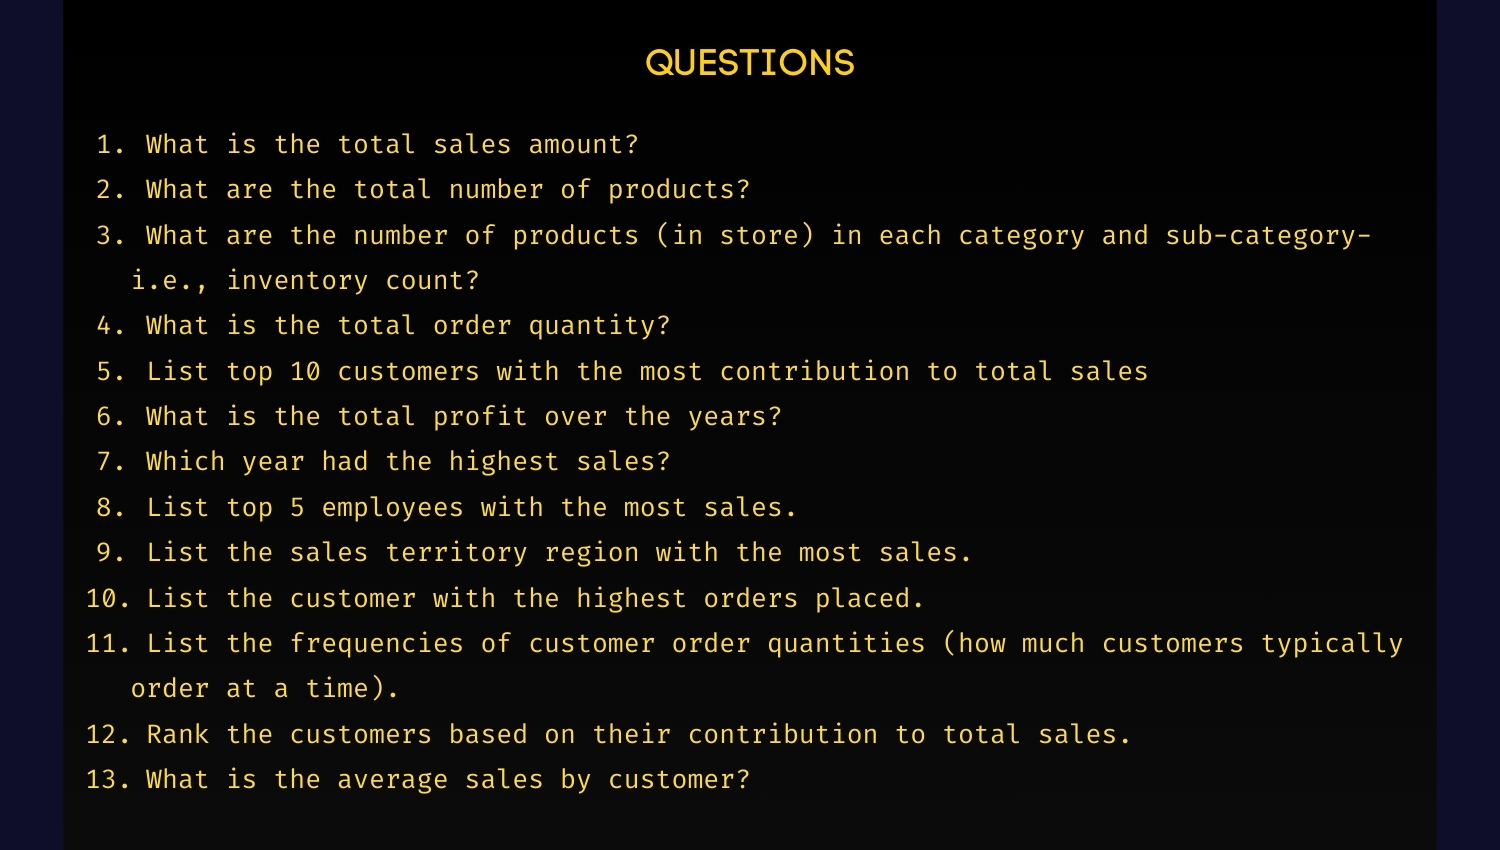 QUESTIONS
1. What is the total sales amount?
2. What are the total number of products?
3. What are the number of products (in store) in each category and sub-category-
i.e., inventory count?
4. What is the total order quantity?
5. List top 10 customers with the most contribution to total sales
6. What is the total profit over the years?
7. Which year had the highest sales?
8. List top 5 employees with the most sales.
9. List the sales territory region with the most sales.
10. List the customer with the highest orders placed.
11. List the frequencies of customer order quantities (how much customers typically
order at a time).
12. Rank the customers based on their contribution to total sales.
13. What is the average sales by customer?